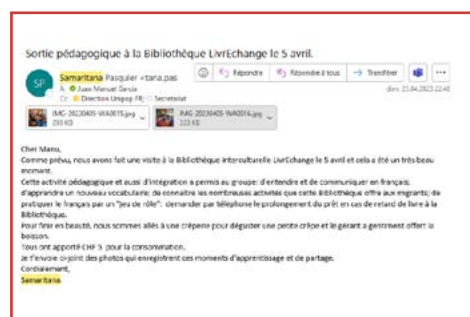 Sortie pédagogique à la Bibliothèque LivrEchange le 5 avril.
SP
Samaritana Pasquier <tana.pas
Répondre
Répondre à tous
Transférer
À Juan Manuel García
dim. 23.04.2023 22:48
Cc Direction Unipop FR; Secretariat
IMG-20230405-WA0015.jpg
IMG-20230405-WA0016.jpg
Cher Manu,
Comme prévu, nous avons fait une visite à la Bibliothèque interculturelle LivrEchange le 5 avril et cela a été un très beau
moment.
Cette activité pédagogique et aussi d'intégration a permis au groupe: d'entendre et de communiquer en français;
d'apprendre un nouveau vocabulaire; de connaitre les nombreuses activités que cette Bibliothèque offre aux migrants; de
pratiquer le français par un "jeu de rôle": demander par téléphone le prolongement du prêt en cas de retard de livre à la
Bibliothèque.
Pour finir en beauté, nous sommes allés à une crêperie pour déguster une petite crêpe et le gérant a gentiment offert la
boisson.
Tous ont apporté CHF 5 pour la consommation.
Je t'envoie ci-joint des photos qui enregistrent ces moments d'apprentissage et de partage.
Cordialement,
Samaritana.